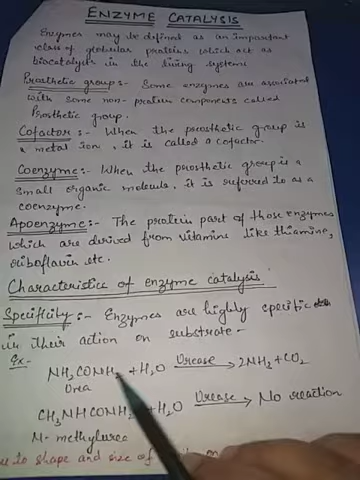 ENZYME CATALYSIS
Enzymes may be defined as an important
class of globular proteins which act as
biocatalyst in the living systems
Prosthetic group:- Some enzymes are associated
with some non-protein components called
Prosthetic group.
Cofactor:- When the prosthetic group is
a metal ion, it is called a cofactor.
Coenzyme:- When the prosthetic group is a
small organic molecule, it is referred to as a
coenzyme.
Apoenzyme:- The protein part of those enzymes
which are derived from vitamins like thiamine,
riboflavin etc.
Characteristics of enzyme catalysis
Specificity:- Enzymes are highly specific
in their action on substrate.
Ex-
NH₂CONH₂ + H₂O Urease → 2NH₃ + CO₂
Urea
CH₃NHCONH₂ + H₂O Urease → No reaction
N-methylurea
to shape and size of